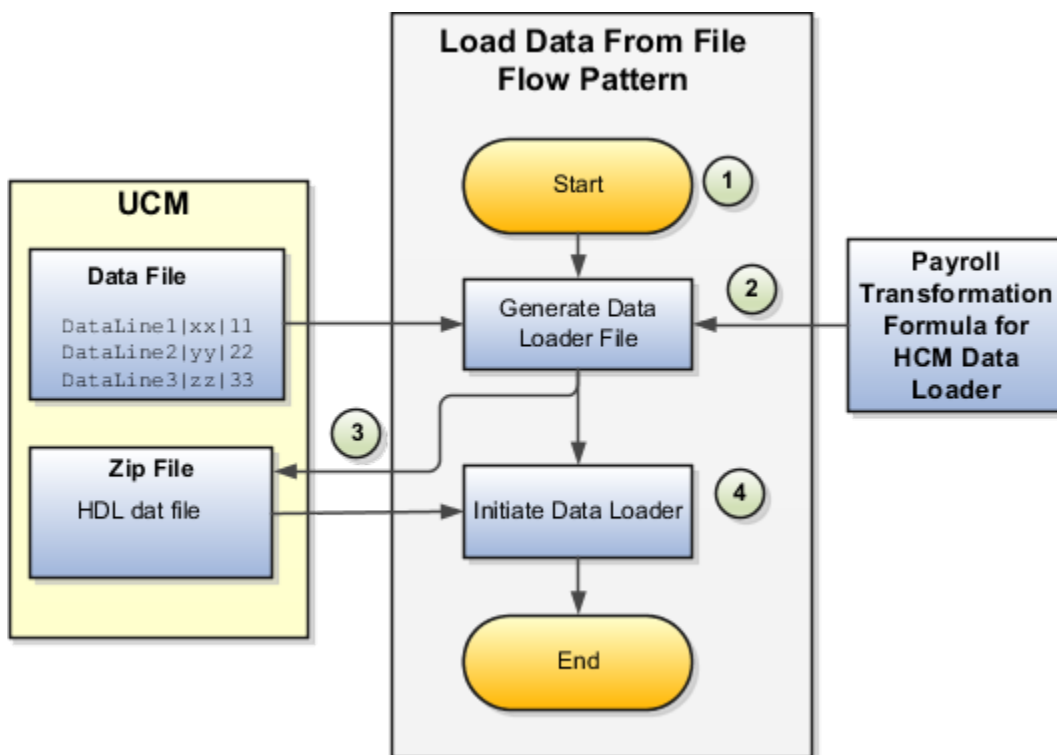 Load Data From File
Flow Pattern
Start
1
UCM
Data File
DataLine1|xx|11
DataLine2|yy|22
DataLine3|zz|33
Generate Data
Loader File
2
Payroll
Transformation
Formula for
HCM Data
Loader
3
Zip File
HDL dat file
Initiate Data Loader
4
End